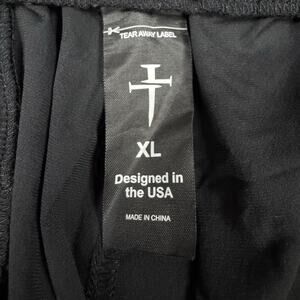 TEAR AWAY LABEL
XL
Designed in
the USA
MADE IN CHINA